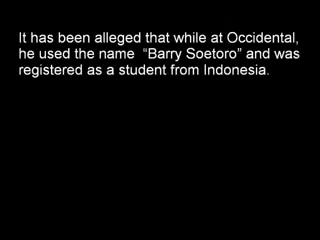 It has been alleged that while at Occidental,
he used the name  “Barry Soetoro” and was
registered as a student from Indonesia.